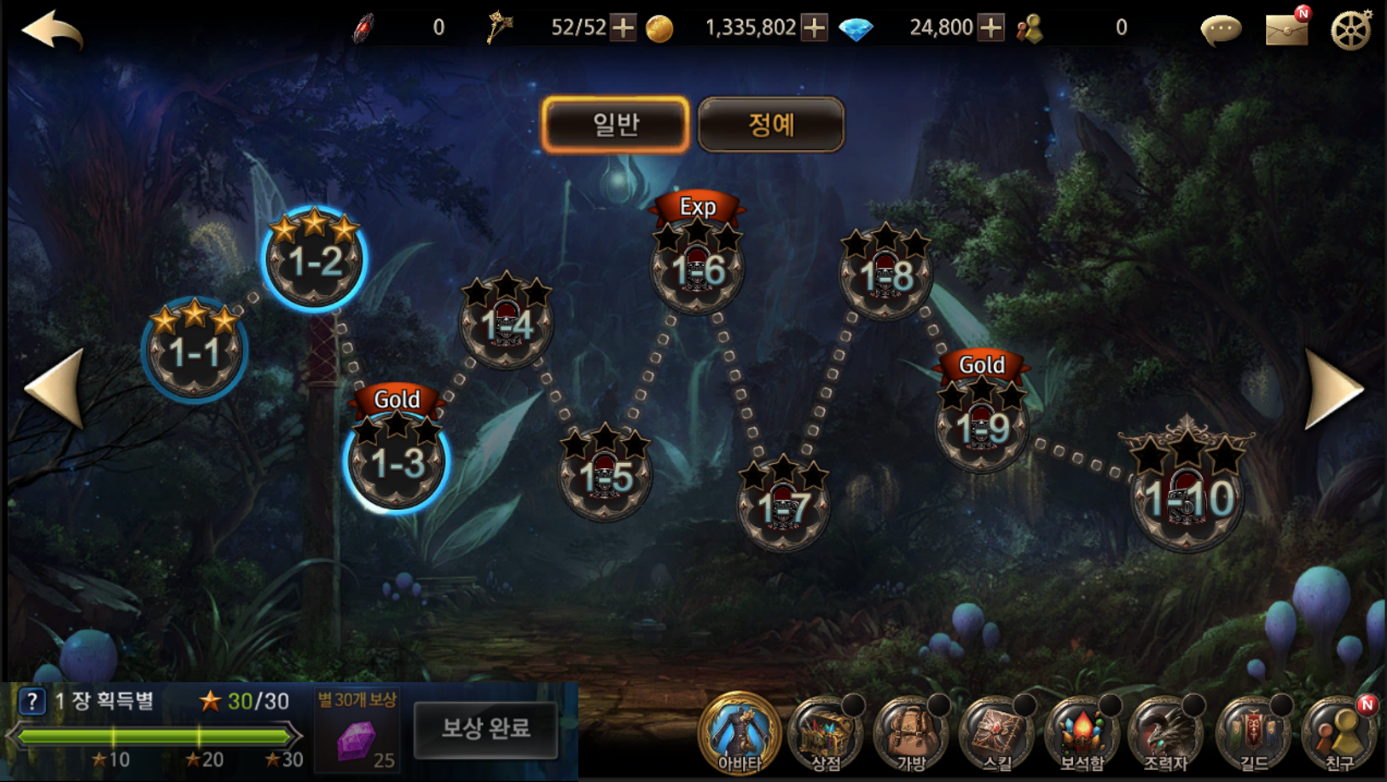 0
52/52
1,335,802
24,800
0
N
일반
정예
Exp
1-1
1-2
Gold
1-3
1-4
1-5
1-6
1-7
1-8
Gold
1-9
1-10
? 1 장 획득별 30/30
10 20 30
별 30개 보상
25
보상 완료
아바타
상점
가방
스킬
보석함
조력자
길드
친구
N